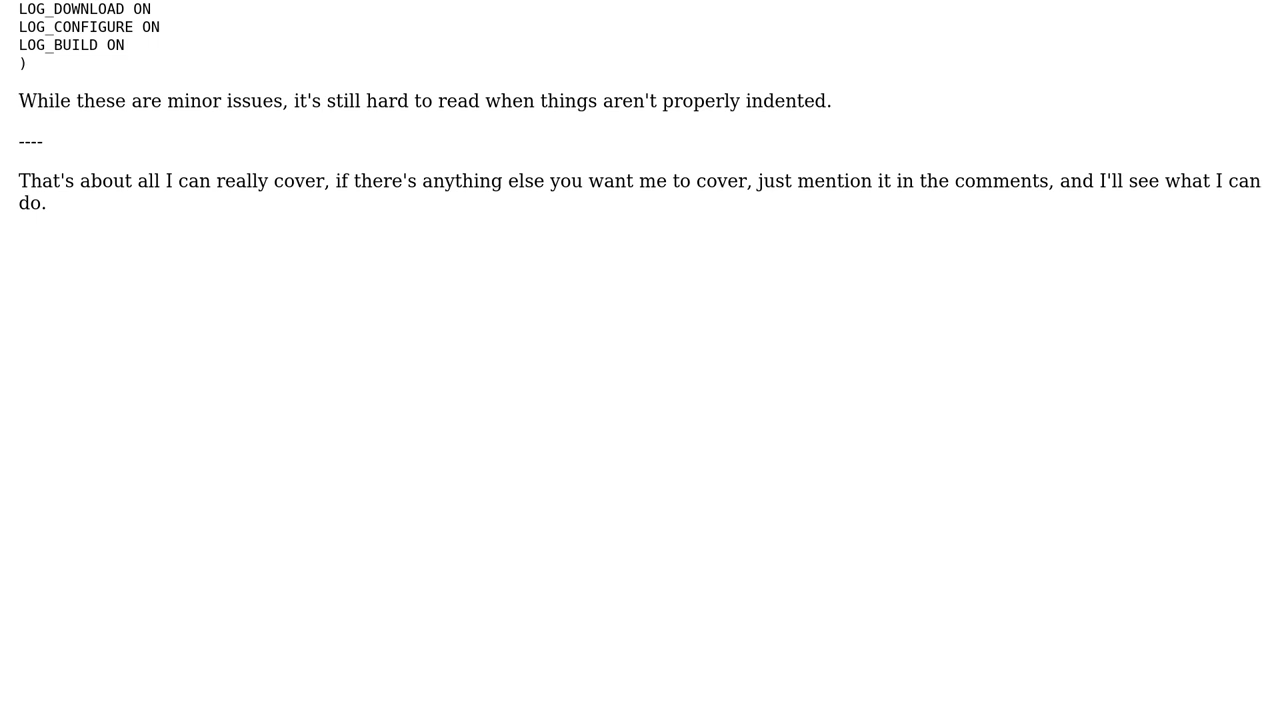 LOG_DOWNLOAD ON
LOG_CONFIGURE ON
LOG_BUILD ON
)
While these are minor issues, it's still hard to read when things aren't properly indented.
----
That's about all I can really cover, if there's anything else you want me to cover, just mention it in the comments, and I'll see what I can
do.